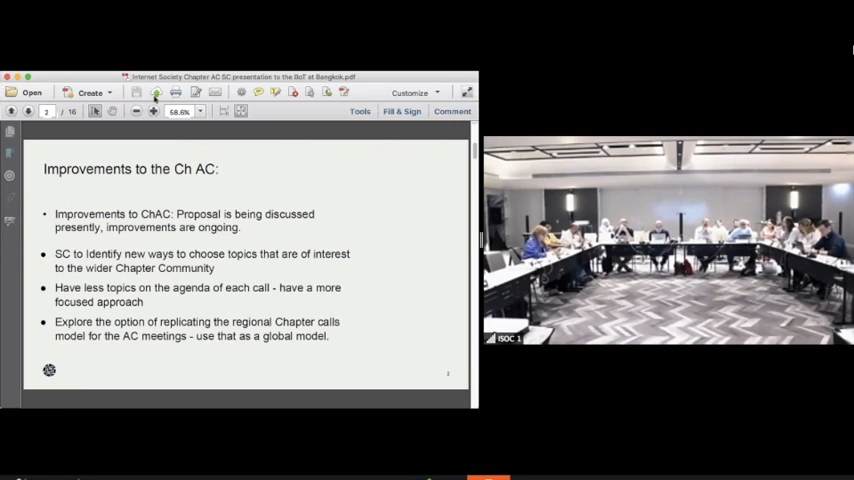 Internet Society Chapter AC SC presentation to the BoT at Bangkok.pdf
Open
Create
Customize
2 / 16
58.6%
Tools
Fill & Sign
Comment
Improvements to the Ch AC:
• Improvements to ChAC: Proposal is being discussed
presently, improvements are ongoing.
● SC to Identify new ways to choose topics that are of interest
to the wider Chapter Community
● Have less topics on the agenda of each call - have a more
focused approach
● Explore the option of replicating the regional Chapter calls
model for the AC meetings - use that as a global model.
2
ISOC 1